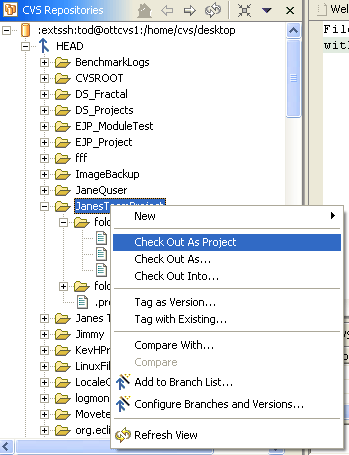 CVS Repositories
:extssh:tod@ottcvs1:/home/cvs/desktop
HEAD
BenchmarkLogs
CVSROOT
DS_Fractal
DS_Projects
EJP_ModuleTest
EJP_Project
fff
ImageBackup
JaneQuser
JanesTeamProject
fold
fold
.pro
Janes T
Jimmy
KevHPr
LinuxFil
LocaleC
logmon
Movete
org.ecli
New
Check Out As Project
Check Out As...
Check Out Into...
Tag as Version...
Tag with Existing...
Compare With...
Compare
Add to Branch List...
Configure Branches and Versions...
Refresh View
File
with